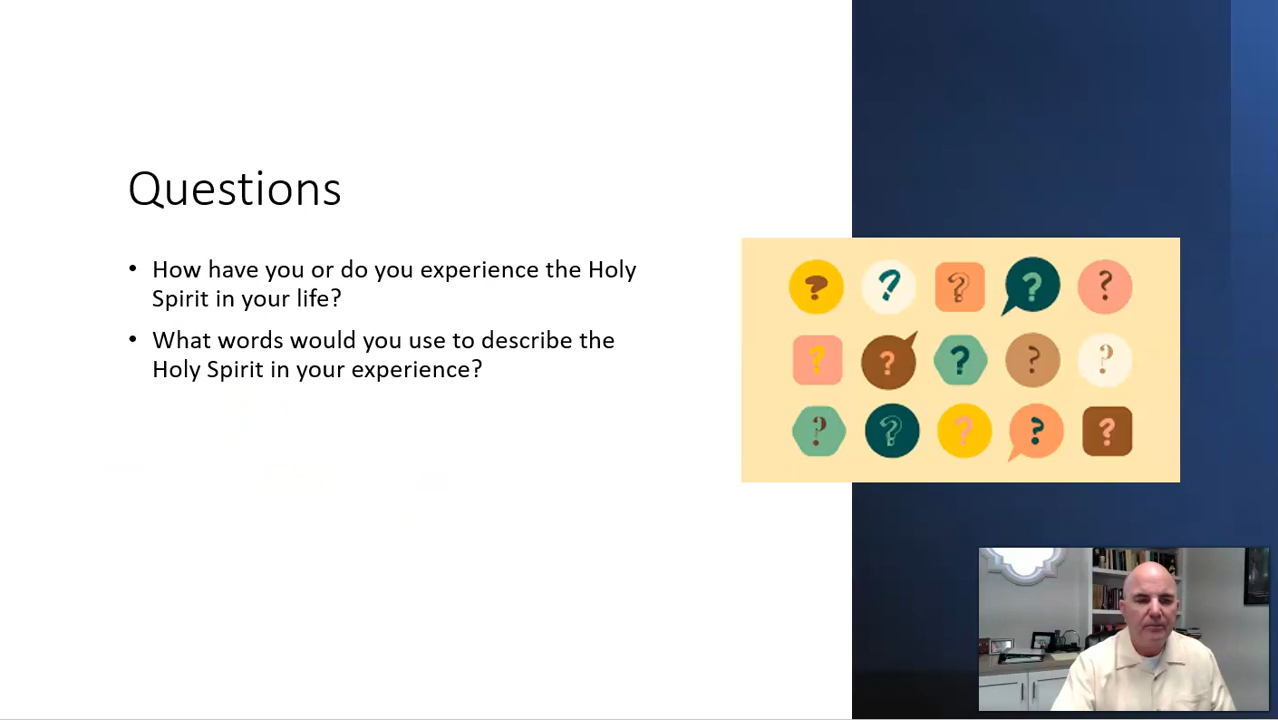 Questions
• How have you or do you experience the Holy
Spirit in your life?
• What words would you use to describe the
Holy Spirit in your experience?
? ? ? ? ?
? ? ? ? ?
? ? ? ? ?